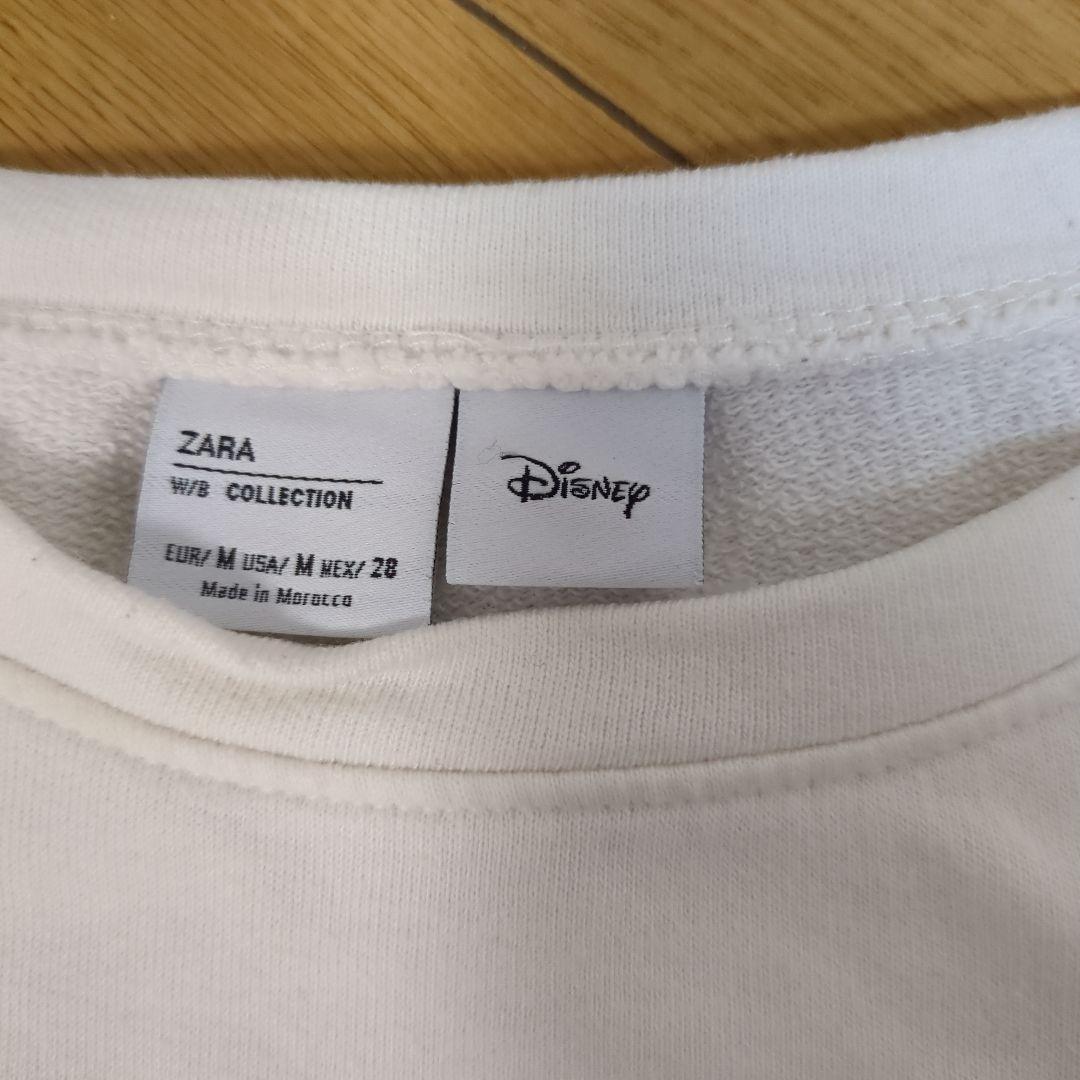 ZARA
W/B COLLECTION
EUR/ M USA/ M MEX/ 28
Made in Morocco
Disney